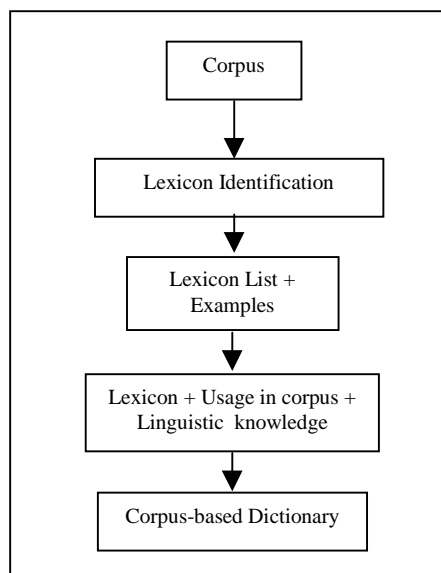 Corpus
Lexicon Identification
Lexicon List +
Examples
Lexicon + Usage in corpus +
Linguistic knowledge
Corpus-based Dictionary